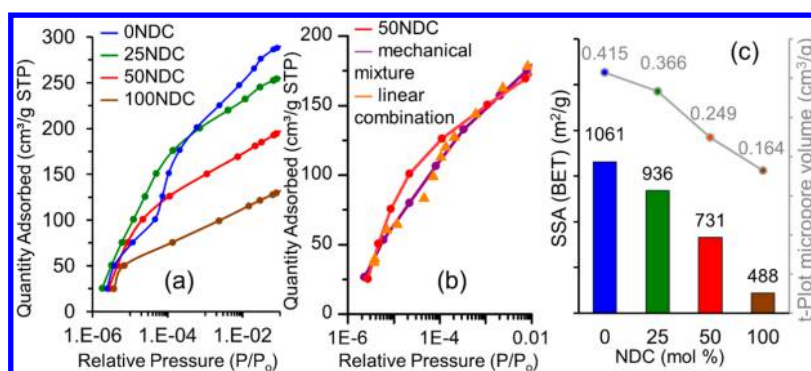 0NDC
25NDC
50NDC
100NDC
Quantity Adsorbed (cm³/g STP)
300
250
200
150
100
50
0
(a)
1.E-06
1.E-04
1.E-02
Relative Pressure (P/Pₒ)
50NDC
mechanical
mixture
linear
combination
Quantity Adsorbed (cm³/g STP)
200
150
100
50
0
(b)
1E-6
1E-4
0.01
Relative Pressure (P/Pₒ)
(c)
SSA (BET) (m²/g)
t-Plot micropore volume (cm³/g)
0.415
0.366
0.249
0.164
1061
936
731
488
0
25
50
100
NDC (mol %)